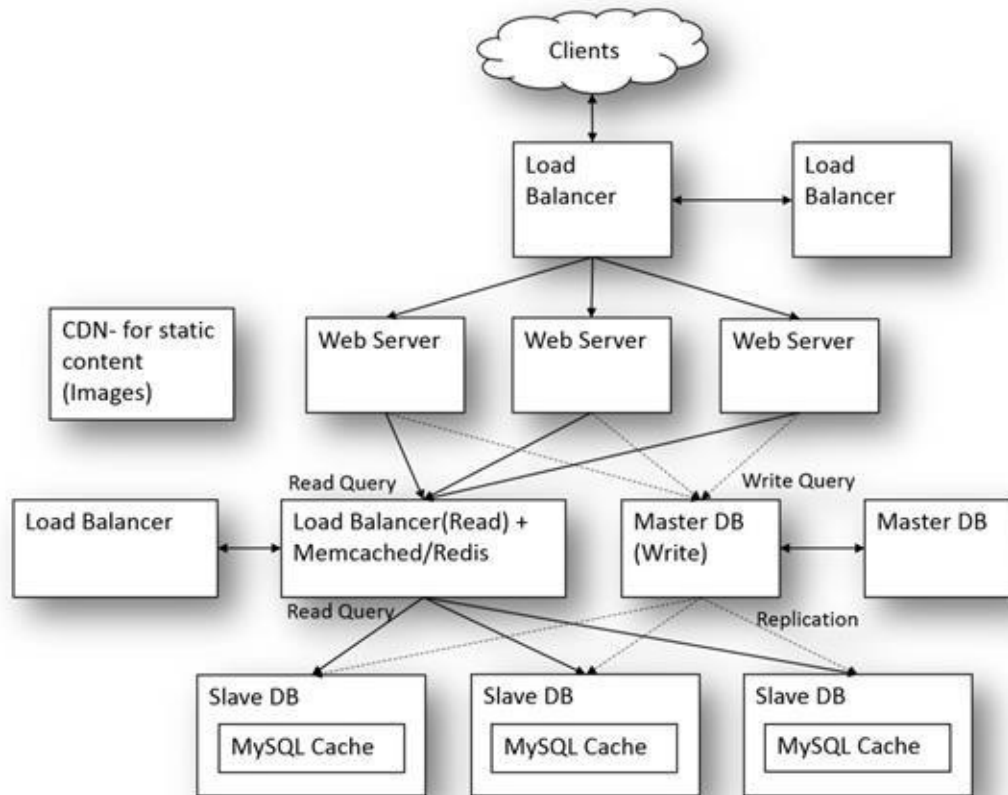 Clients
Load
Balancer
Load
Balancer
CDN- for static
content
(Images)
Web Server
Web Server
Web Server
Read Query
Write Query
Load Balancer
Load Balancer(Read) +
Memcached/Redis
Master DB
(Write)
Master DB
Read Query
Replication
Slave DB
MySQL Cache
Slave DB
MySQL Cache
Slave DB
MySQL Cache